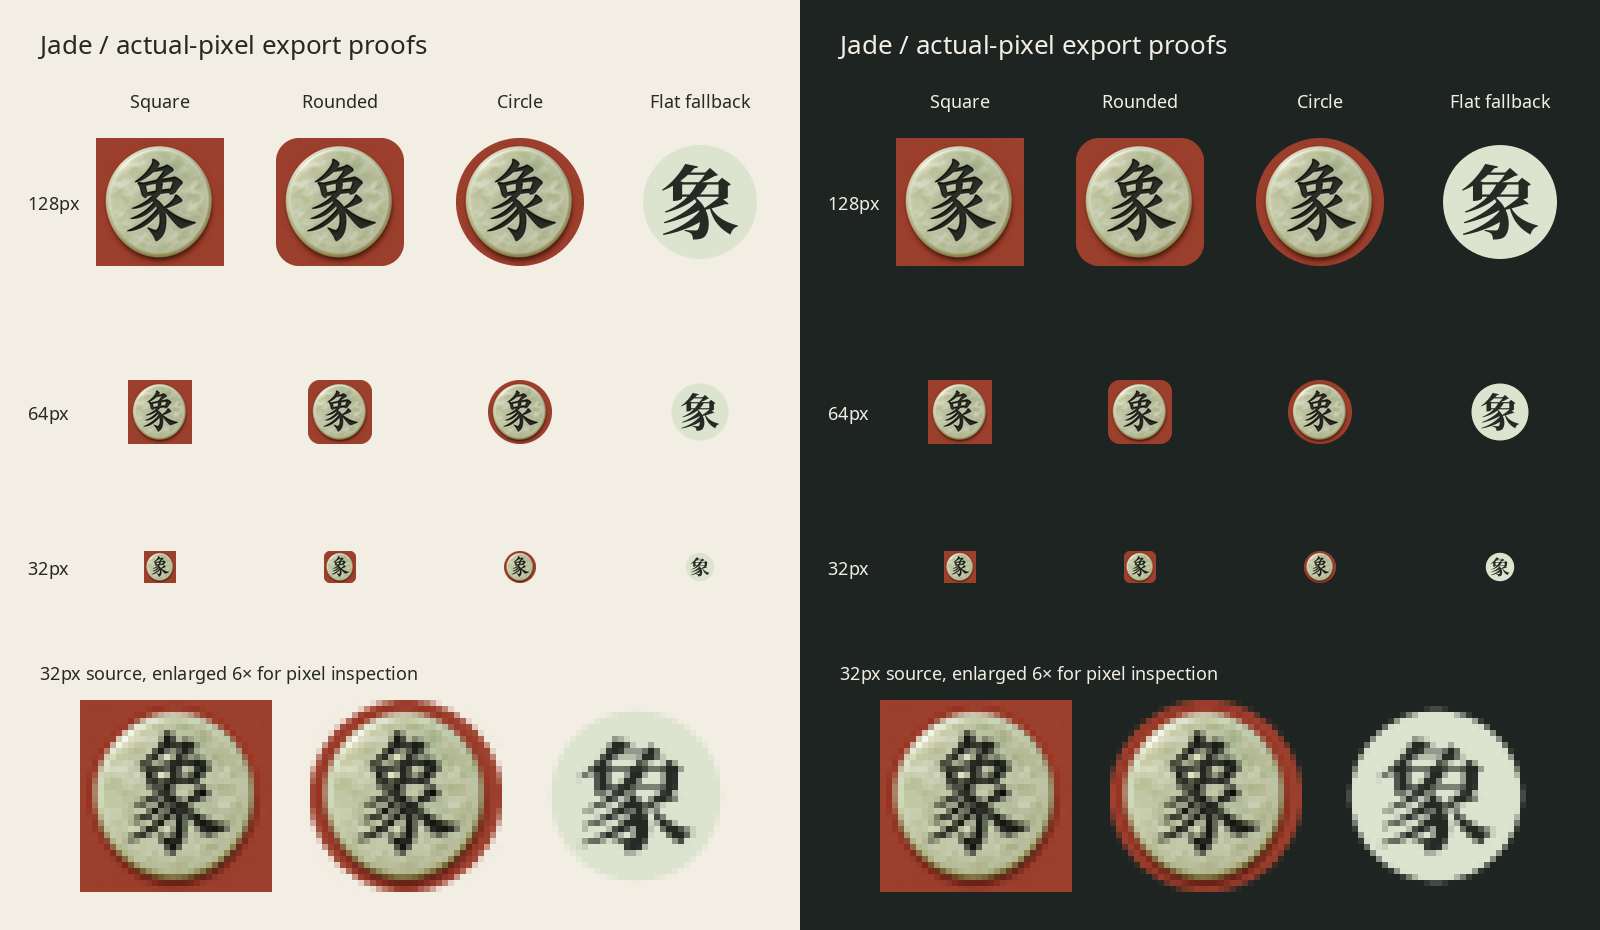 Jade / actual-pixel export proofs
Square Rounded Circle Flat fallback
128px 象 象 象 象
64px 象 象 象 象
32px 象 象 象 象
32px source, enlarged 6× for pixel inspection
象 象 象
Jade / actual-pixel export proofs
Square Rounded Circle Flat fallback
128px 象 象 象 象
64px 象 象 象 象
32px 象 象 象 象
32px source, enlarged 6× for pixel inspection
象 象 象